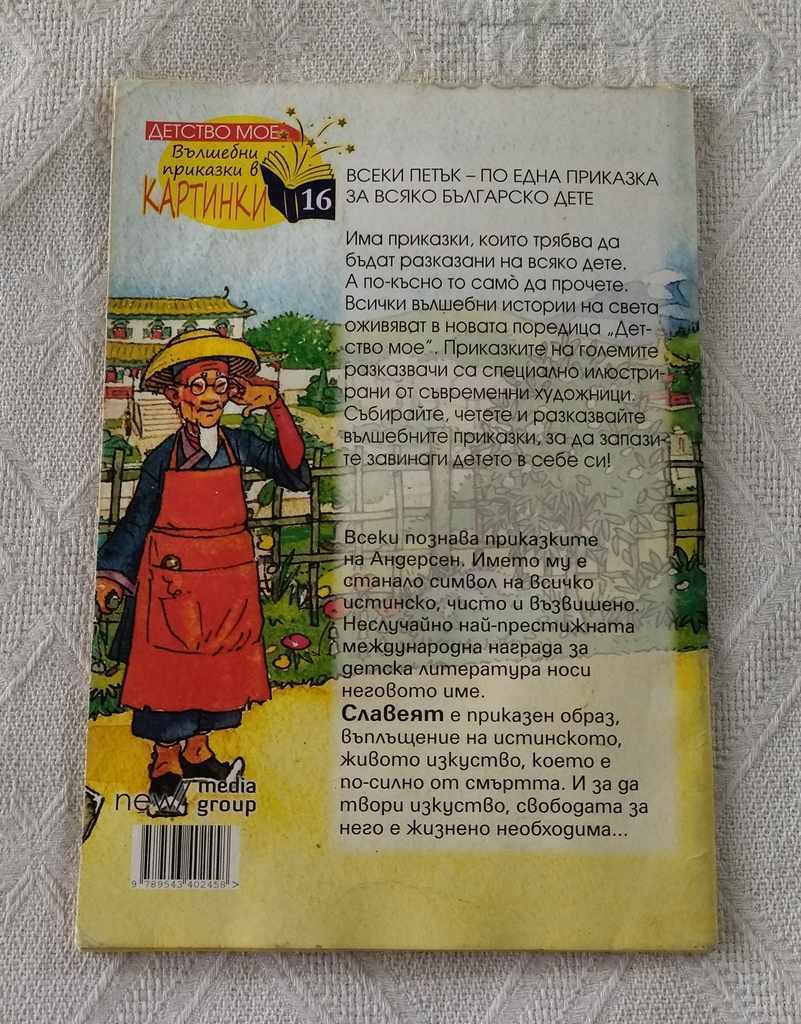 ДЕТСТВО МОЕ
Вълшебни
приказки в
КАРТИНКИ
16
ВСЕКИ ПЕТЪК – ПО ЕДНА ПРИКАЗКА
ЗА ВСЯКО БЪЛГАРСКО ДЕТЕ
Има приказки, които трябва да
бъдат разказани на всяко дете.
А по-късно то самò да прочете.
Всички вълшебни истории на света
оживяват в новата поредица „Дет-
ство мое“. Приказките на големите
разказвачи са специално илюстри-
рани от съвременни художници.
Събирайте, четете и разказвайте
вълшебните приказки, за да запази-
те завинаги детето в себе си!
Всеки познава приказките
на Андерсен. Името му е
станало символ на всичко
истинско, чисто и възвишено.
Неслучайно най-престижната
международна награда за
детска литература носи
неговото име.
Славеят е приказен образ,
въплъщение на истинското,
живото изкуство, което е
по-силно от смъртта. И за да
твори изкуство, свободата за
него е жизнено необходима...
new media
group
9 789543 402458 >